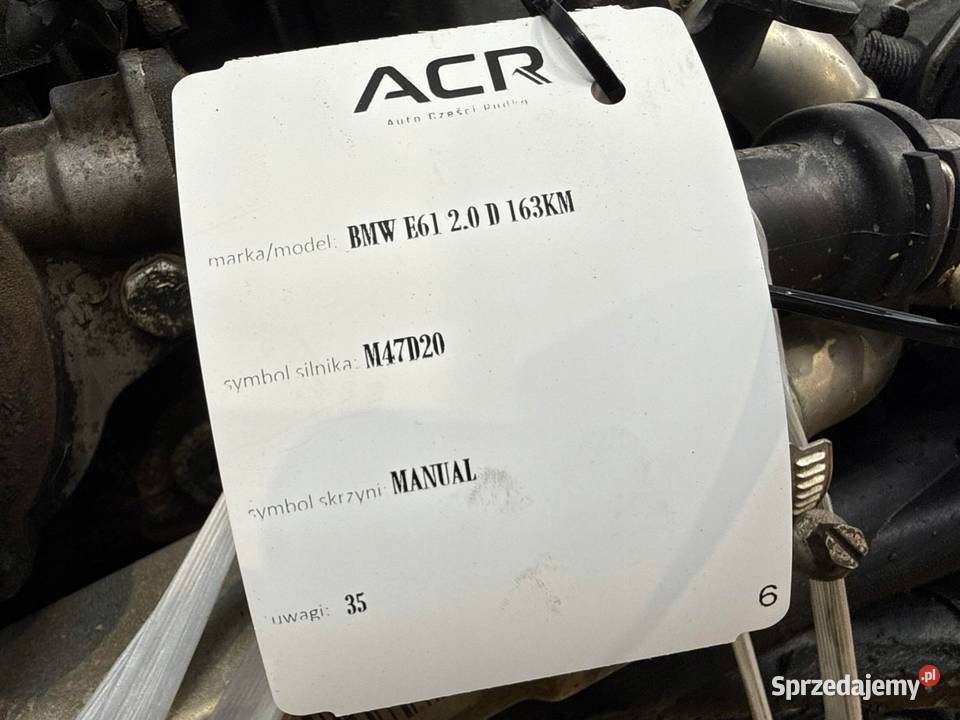 ACR
Auto Części Rudka
marka/model: BMW E61 2.0 D 163KM
symbol silnika: M47D20
symbol skrzyni: MANUAL
uwagi: 35
6
Sprzedajemy.pl